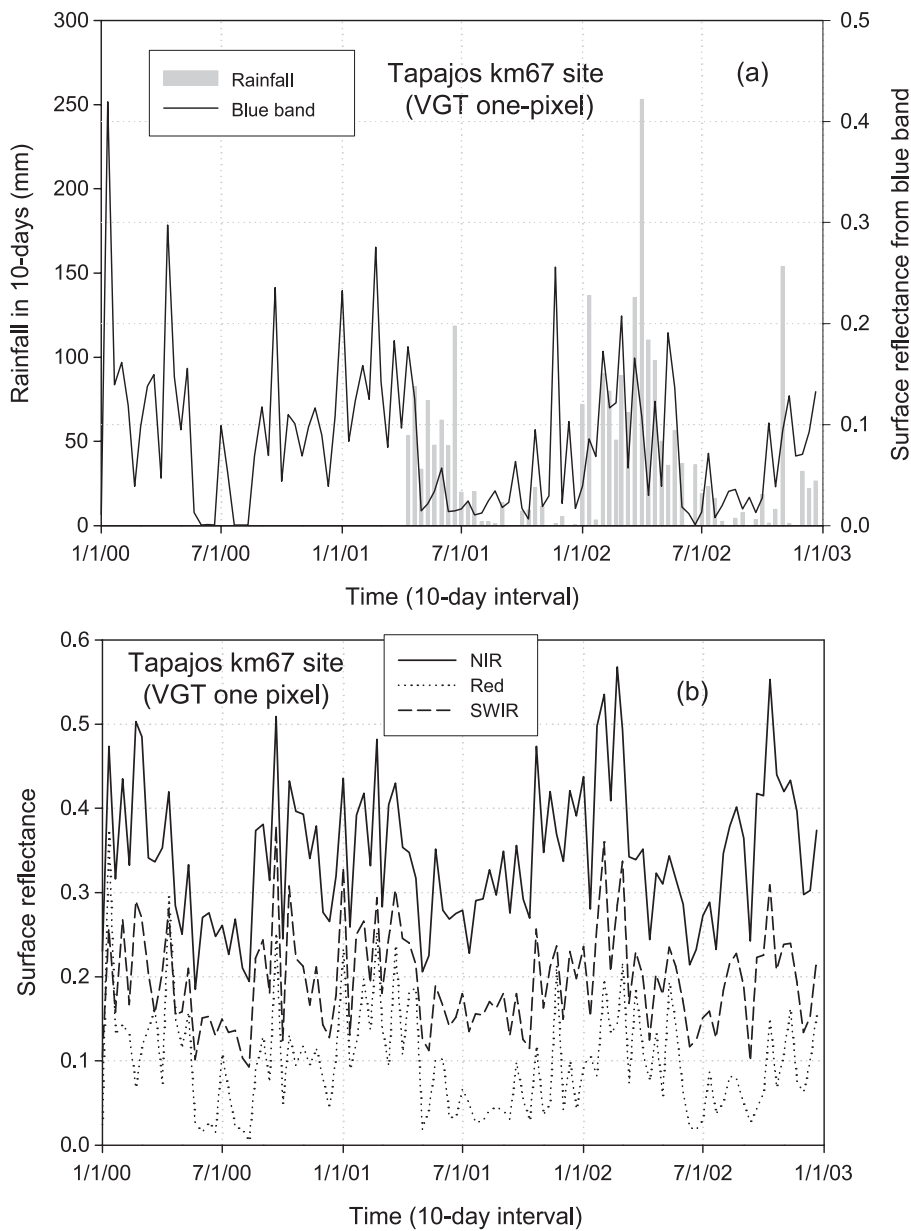 300
250
200
150
100
50
0
Rainfall in 10-days (mm)
Rainfall
Blue band
Tapajos km67 site
(VGT one-pixel)
(a)
0.5
0.4
0.3
0.2
0.1
0.0
Surface reflectance from blue band
1/1/00 7/1/00 1/1/01 7/1/01 1/1/02 7/1/02 1/1/03
Time (10-day interval)
0.6
0.5
0.4
0.3
0.2
0.1
0.0
Surface reflectance
Tapajos km67 site
(VGT one pixel)
NIR
Red
SWIR
(b)
1/1/00 7/1/00 1/1/01 7/1/01 1/1/02 7/1/02 1/1/03
Time (10-day interval)